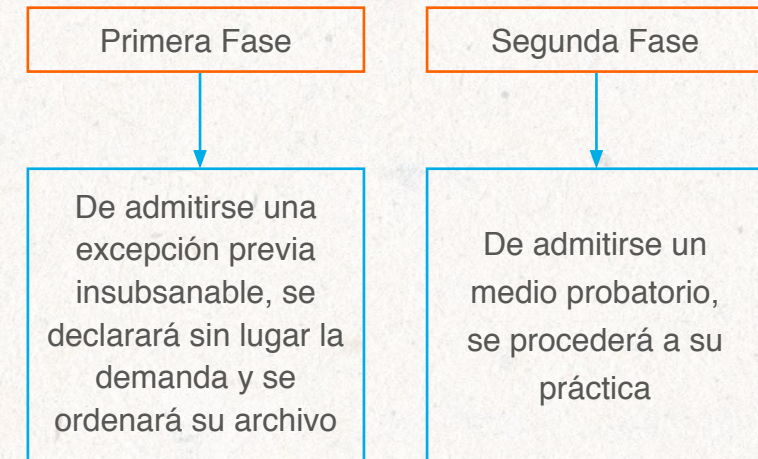 Primera Fase
De admitirse una
excepción previa
insubsanable, se
declarará sin lugar la
demanda y se
ordenará su archivo
Segunda Fase
De admitirse un
medio probatorio,
se procederá a su
práctica